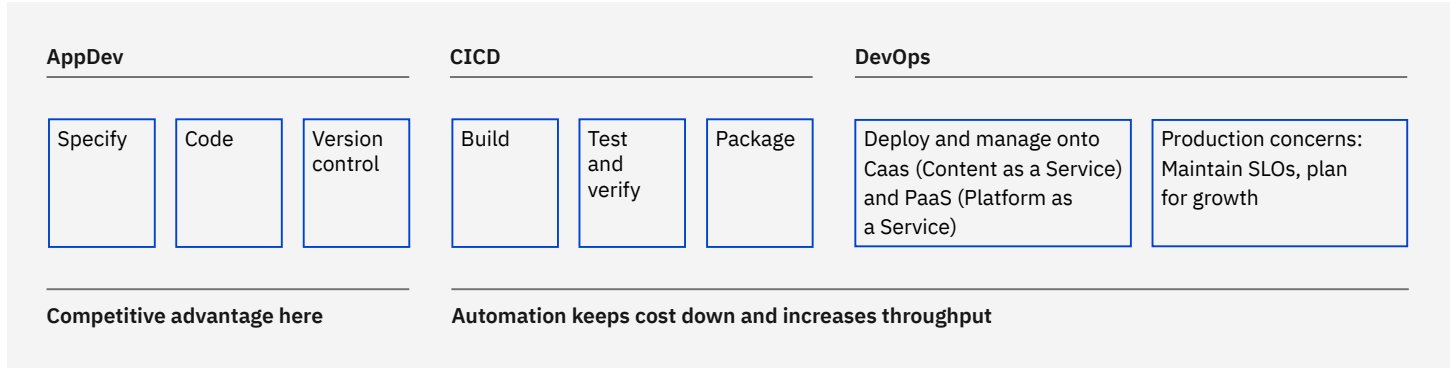 AppDev
CICD
DevOps
Specify
Code
Version
control
Build
Test
and
verify
Package
Deploy and manage onto
Caas (Content as a Service)
and PaaS (Platform as
a Service)
Production concerns:
Maintain SLOs, plan
for growth
Competitive advantage here
Automation keeps cost down and increases throughput